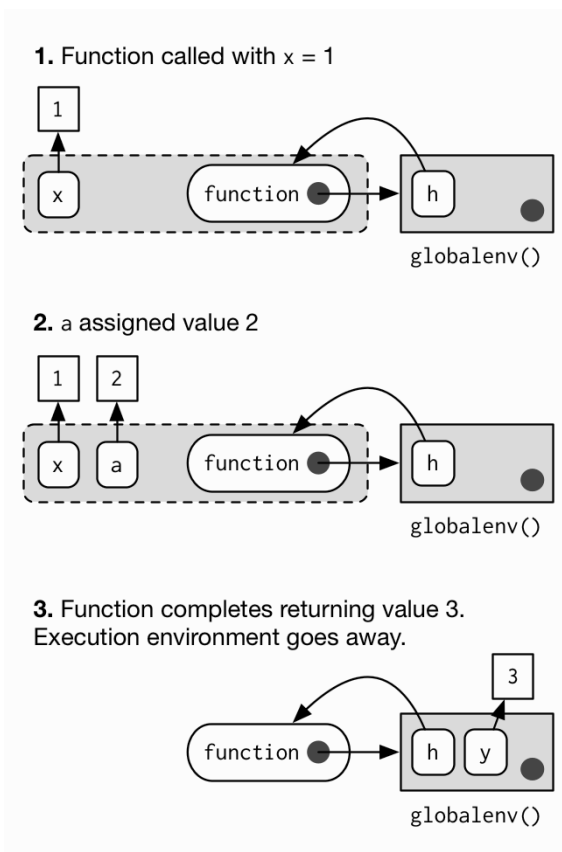 1. Function called with x = 1
1
x
function
h
globalenv()
2. a assigned value 2
1 2
x a
function
h
globalenv()
3. Function completes returning value 3.
Execution environment goes away.
3
function
h y
globalenv()